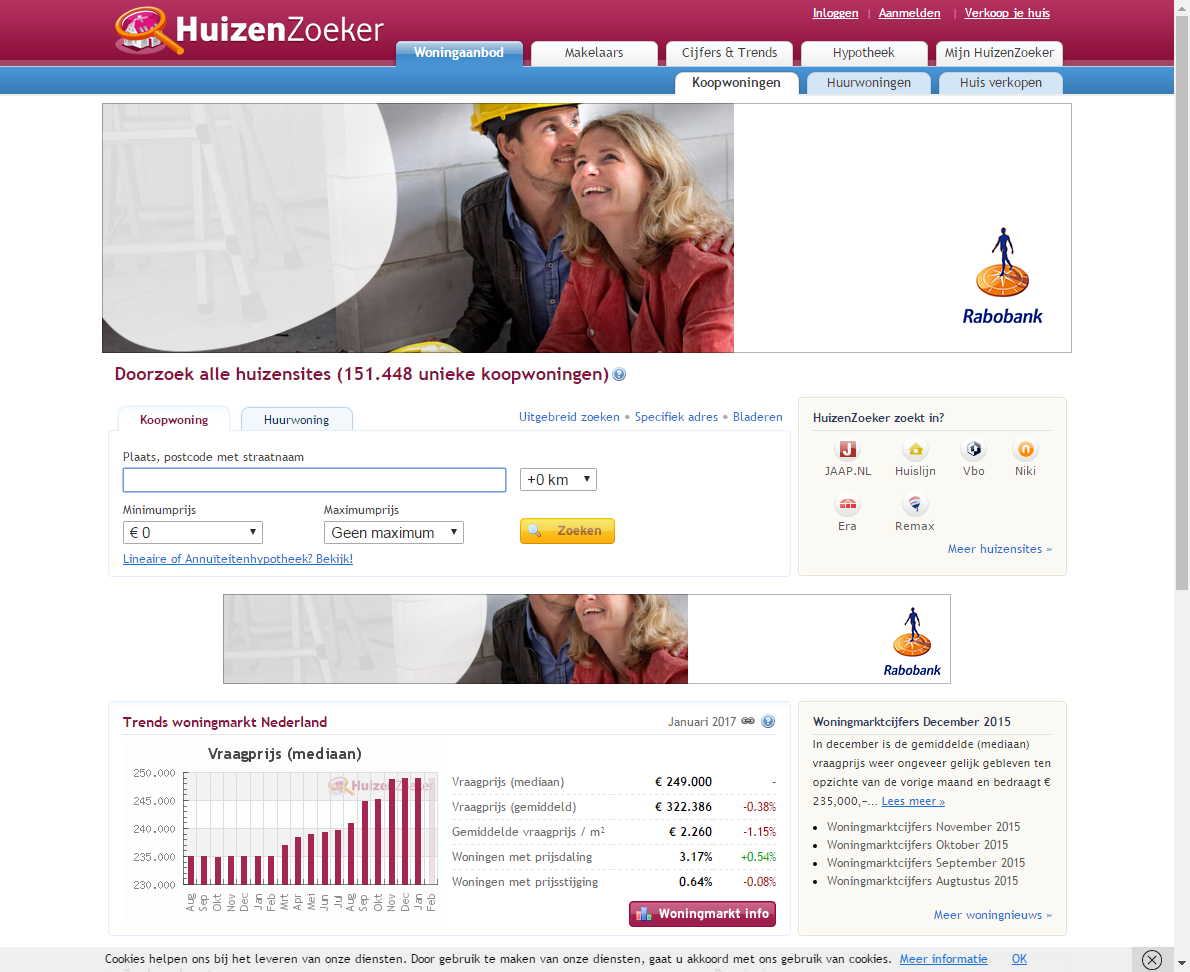 Inloggen | Aanmelden | Verkoop je huis
HuizenZoeker
Woningaanbod Makelaars Cijfers & Trends Hypotheek Mijn HuizenZoeker
Koopwoningen Huurwoningen Huis verkopen
Rabobank
Doorzoek alle huizensites (151.448 unieke koopwoningen)
Koopwoning Huurwoning
Uitgebreid zoeken • Specifiek adres • Bladeren
Plaats, postcode met straatnaam
+0 km
Minimumprijs Maximumprijs
€ 0 Geen maximum Zoeken
Lineaire of Annuïteitenhypotheek? Bekijk!
HuizenZoeker zoekt in?
JAAP.NL Huislijn Vbo Niki
Era Remax
Meer huizensites »
Rabobank
Trends woningmarkt Nederland
Januari 2017
Vraagprijs (mediaan)
HuizenZoeker
250.000
245.000
240.000
235.000
230.000
Aug Sep Okt Nov Dec Jan Feb Mrt Apr Mei Jun Jul Aug Sep Okt Nov Dec Jan Feb
Vraagprijs (mediaan) € 249.000 -
Vraagprijs (gemiddeld) € 322.386 -0.38%
Gemiddelde vraagprijs / m² € 2.260 -1.15%
Woningen met prijsdaling 3.17% +0.54%
Woningen met prijsstijging 0.64% -0.08%
Woningmarkt info
Woningmarktcijfers December 2015
In december is de gemiddelde (mediaan)
vraagprijs weer ongeveer gelijk gebleven ten
opzichte van de vorige maand en bedraagt €
235,000,-... Lees meer »
Woningmarktcijfers November 2015
Woningmarktcijfers Oktober 2015
Woningmarktcijfers September 2015
Woningmarktcijfers Augtustus 2015
Meer woningnieuws »
Cookies helpen ons bij het leveren van onze diensten. Door gebruik te maken van onze diensten, gaat u akkoord met ons gebruik van cookies. Meer informatie OK